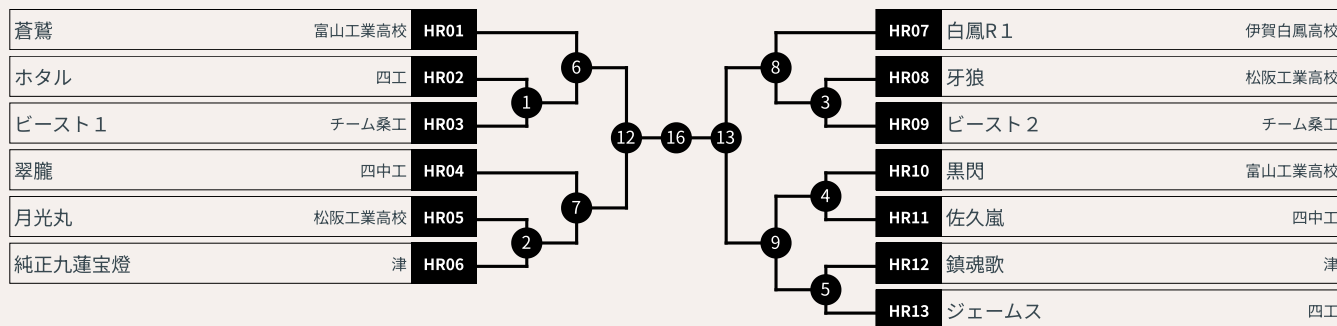 蒼鷲 富山工業高校 HR01
ホタル 四工 HR02
ビースト１ チーム桑工 HR03
翠朧 四中工 HR04
月光丸 松阪工業高校 HR05
純正九蓮宝燈 津 HR06
6
1
12
7
2
16
13
8
3
4
9
5
HR07 白鳳R１ 伊賀白鳳高校
HR08 牙狼 松阪工業高校
HR09 ビースト２ チーム桑工
HR10 黒閃 富山工業高校
HR11 佐久嵐 四中工
HR12 鎮魂歌 津
HR13 ジェームス 四工